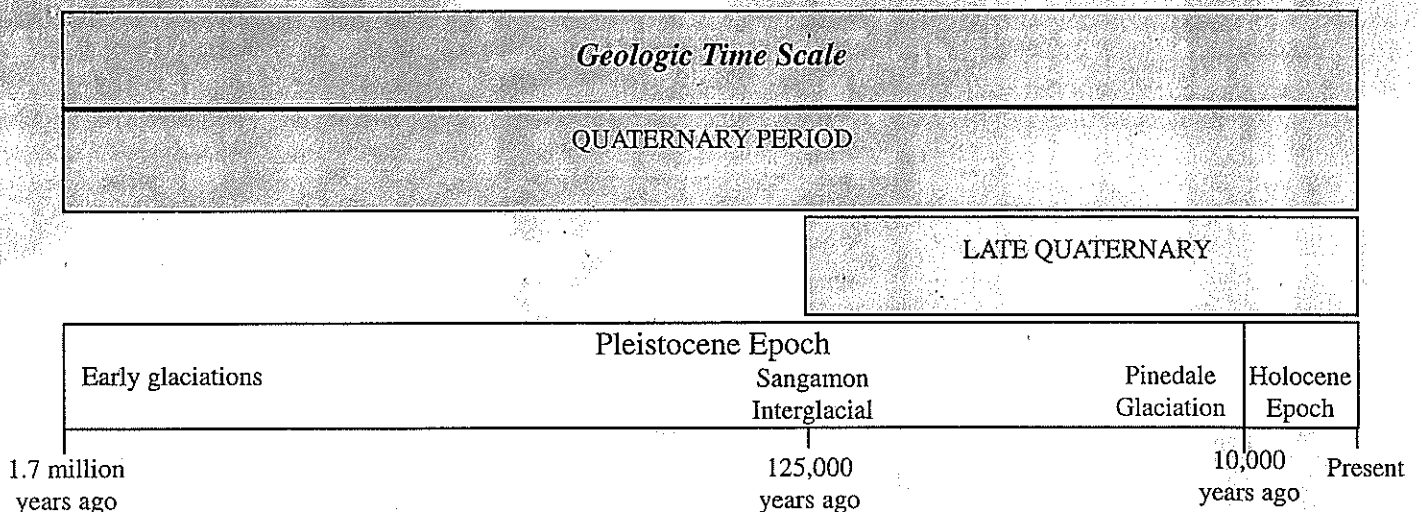 Geologic Time Scale
QUATERNARY PERIOD
LATE QUATERNARY
Pleistocene Epoch
Early glaciations
Sangamon
Interglacial
Pinedale
Glaciation
Holocene
Epoch
1.7 million
years ago
125,000
years ago
10,000
years ago
Present